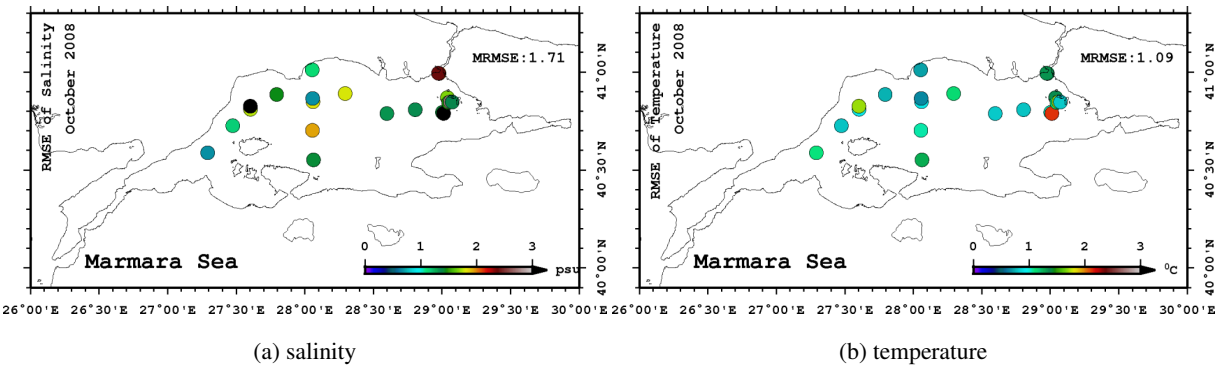 RMSE of Salinity
October 2008
MRMSE:1.71
Marmara Sea
0 1 2 3
psu
41°00'N
40°30'N
40°00'N
26°00'E 26°30'E 27°00'E 27°30'E 28°00'E 28°30'E 29°00'E 29°30'E 30°00'E
(a) salinity
RMSE of Temperature
October 2008
MRMSE:1.09
Marmara Sea
0 1 2 3
°C
41°00'N
40°30'N
40°00'N
26°00'E 26°30'E 27°00'E 27°30'E 28°00'E 28°30'E 29°00'E 29°30'E 30°00'E
(b) temperature